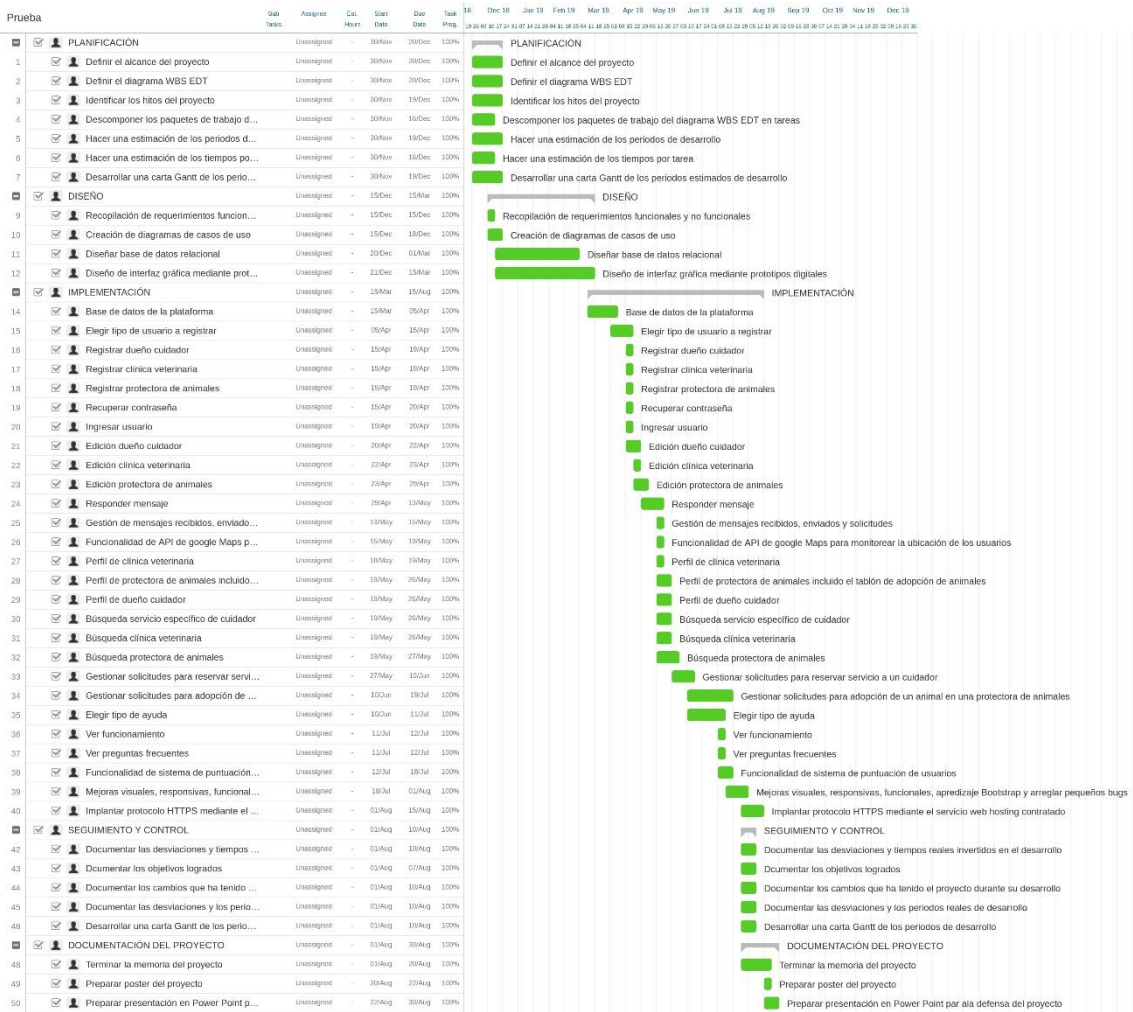 Prueba Sub Tasks Assignee Est. Hours Start Date Due Date Task Prog. 18 Dec 18 Jan 19 Feb 19 Mar 19 Apr 19 May 19 Jun 19 Jul 19 Aug 19 Sep 19 Oct 19 Nov 19 Dec 19
PLANIFICACIÓN Unassigned - 30/Nov 20/Dec 100% PLANIFICACIÓN
1 Definir el alcance del proyecto Unassigned - 30/Nov 20/Dec 100% Definir el alcance del proyecto
2 Definir el diagrama WBS EDT Unassigned - 30/Nov 20/Dec 100% Definir el diagrama WBS EDT
3 Identificar los hitos del proyecto Unassigned - 30/Nov 19/Dec 100% Identificar los hitos del proyecto
4 Descomponer los paquetes de trabajo d... Unassigned - 30/Nov 16/Dec 100% Descomponer los paquetes de trabajo del diagrama WBS EDT en tareas
5 Hacer una estimación de los periodos d... Unassigned - 30/Nov 19/Dec 100% Hacer una estimación de los periodos de desarrollo
6 Hacer una estimación de los tiempos po... Unassigned - 30/Nov 16/Dec 100% Hacer una estimación de los tiempos por tarea
7 Desarrollar una carta Gantt de los perio... Unassigned - 30/Nov 19/Dec 100% Desarrollar una carta Gantt de los periodos estimados de desarrollo
DISEÑO Unassigned - 15/Dec 15/Mar 100% DISEÑO
9 Recopilación de requerimientos funcion... Unassigned - 15/Dec 15/Dec 100% Recopilación de requerimientos funcionales y no funcionales
10 Creación de diagramas de casos de uso Unassigned - 15/Dec 18/Dec 100% Creación de diagramas de casos de uso
11 Diseñar base de datos relacional Unassigned - 20/Dec 01/Mar 100% Diseñar base de datos relacional
12 Diseño de interfaz gráfica mediante prot... Unassigned - 21/Dec 15/Mar 100% Diseño de interfaz gráfica mediante prototipos digitales
IMPLEMENTACIÓN Unassigned - 15/Mar 15/Aug 100% IMPLEMENTACIÓN
14 Base de datos de la plataforma Unassigned - 15/Mar 05/Apr 100% Base de datos de la plataforma
15 Elegir tipo de usuario a registrar Unassigned - 05/Apr 15/Apr 100% Elegir tipo de usuario a registrar
16 Registrar dueño cuidador Unassigned - 15/Apr 19/Apr 100% Registrar dueño cuidador
17 Registrar clínica veterinaria Unassigned - 15/Apr 19/Apr 100% Registrar clínica veterinaria
18 Registrar protectora de animales Unassigned - 15/Apr 19/Apr 100% Registrar protectora de animales
19 Recuperar contraseña Unassigned - 15/Apr 20/Apr 100% Recuperar contraseña
20 Ingresar usuario Unassigned - 19/Apr 20/Apr 100% Ingresar usuario
21 Edición dueño cuidador Unassigned - 20/Apr 22/Apr 100% Edición dueño cuidador
22 Edición clínica veterinaria Unassigned - 22/Apr 23/Apr 100% Edición clínica veterinaria
23 Edición protectora de animales Unassigned - 23/Apr 29/Apr 100% Edición protectora de animales
24 Responder mensaje Unassigned - 29/Apr 13/May 100% Responder mensaje
25 Gestión de mensajes recibidos, enviado... Unassigned - 13/May 15/May 100% Gestión de mensajes recibidos, enviados y solicitudes
26 Funcionalidad de API de google Maps p... Unassigned - 15/May 18/May 100% Funcionalidad de API de google Maps para monitorear la ubicación de los usuarios
27 Perfil de clínica veterinaria Unassigned - 18/May 19/May 100% Perfil de clínica veterinaria
28 Perfil de protectora de animales incluido... Unassigned - 19/May 26/May 100% Perfil de protectora de animales incluido el tablón de adopción de animales
29 Perfil de dueño cuidador Unassigned - 19/May 26/May 100% Perfil de dueño cuidador
30 Búsqueda servicio específico de cuidador Unassigned - 19/May 26/May 100% Búsqueda servicio específico de cuidador
31 Búsqueda clínica veterinaria Unassigned - 19/May 26/May 100% Búsqueda clínica veterinaria
32 Búsqueda protectora de animales Unassigned - 19/May 27/May 100% Búsqueda protectora de animales
33 Gestionar solicitudes para reservar servi... Unassigned - 27/May 10/Jun 100% Gestionar solicitudes para reservar servicio a un cuidador
34 Gestionar solicitudes para adopción de ... Unassigned - 10/Jun 19/Jul 100% Gestionar solicitudes para adopción de un animal en una protectora de animales
35 Elegir tipo de ayuda Unassigned - 10/Jun 11/Jul 100% Elegir tipo de ayuda
36 Ver funcionamiento Unassigned - 11/Jul 12/Jul 100% Ver funcionamiento
37 Ver preguntas frecuentes Unassigned - 11/Jul 12/Jul 100% Ver preguntas frecuentes
38 Funcionalidad de sistema de puntuación... Unassigned - 12/Jul 18/Jul 100% Funcionalidad de sistema de puntuación de usuarios
39 Mejoras visuales, responsivas, funcional... Unassigned - 18/Jul 01/Aug 100% Mejoras visuales, responsivas, funcionales, apredizaje Bootstrap y arreglar pequeños bugs
40 Implantar protocolo HTTPS mediante el ... Unassigned - 01/Aug 15/Aug 100% Implantar protocolo HTTPS mediante el servicio web hosting contratado
SEGUIMIENTO Y CONTROL Unassigned - 01/Aug 10/Aug 100% SEGUIMIENTO Y CONTROL
42 Documentar las desviaciones y tiempos ... Unassigned - 01/Aug 10/Aug 100% Documentar las desviaciones y tiempos reales invertidos en el desarrollo
43 Dcumentar los objetivos logrados Unassigned - 01/Aug 07/Aug 100% Dcumentar los objetivos logrados
44 Documentar los cambios que ha tenido ... Unassigned - 01/Aug 10/Aug 100% Documentar los cambios que ha tenido el proyecto durante su desarrollo
45 Documentar las desviaciones y los perio... Unassigned - 01/Aug 10/Aug 100% Documentar las desviaciones y los periodos reales de desarrollo
46 Desarrollar una carta Gantt de los perio... Unassigned - 01/Aug 10/Aug 100% Desarrollar una carta Gantt de los periodos de desarrollo
DOCUMENTACIÓN DEL PROYECTO Unassigned - 01/Aug 30/Aug 100% DOCUMENTACIÓN DEL PROYECTO
48 Terminar la memoria del proyecto Unassigned - 01/Aug 20/Aug 100% Terminar la memoria del proyecto
49 Preparar poster del proyecto Unassigned - 20/Aug 22/Aug 100% Preparar poster del proyecto
50 Preparar presentación en Power Point p... Unassigned - 22/Aug 30/Aug 100% Preparar presentación en Power Point par ala defensa del proyecto